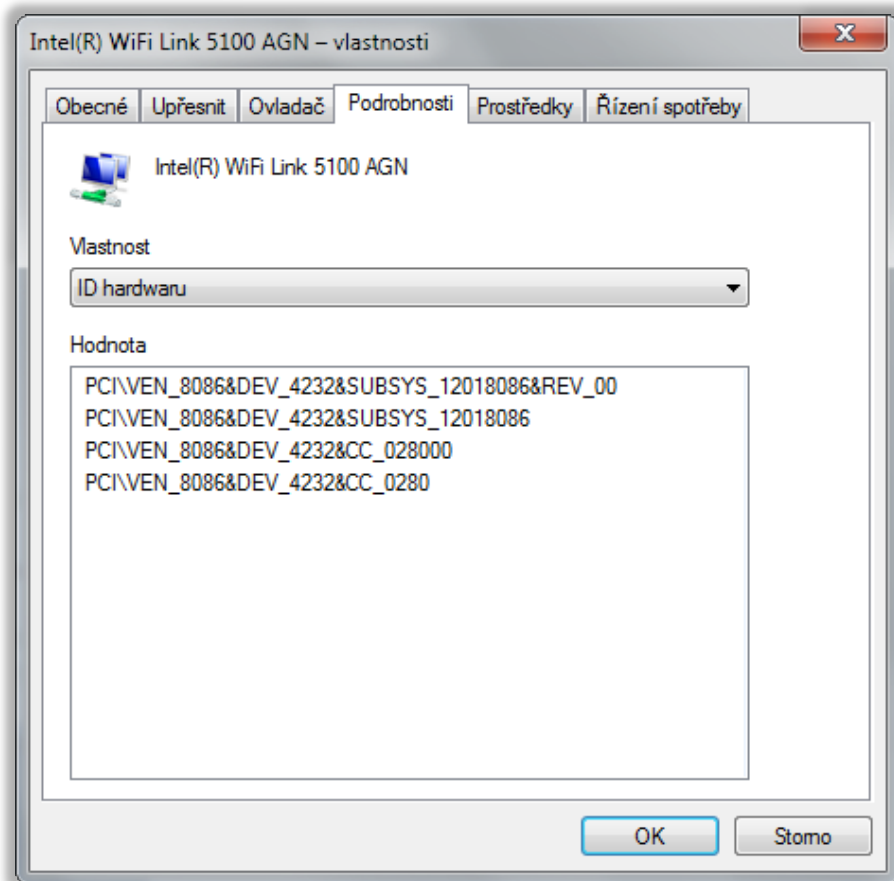 Intel(R) WiFi Link 5100 AGN – vlastnosti
Obecné Upřesnit Ovladač Podrobnosti Prostředky Řízení spotřeby
Intel(R) WiFi Link 5100 AGN
Vlastnost
ID hardwaru
Hodnota
PCI\VEN_8086&DEV_4232&SUBSYS_12018086&REV_00
PCI\VEN_8086&DEV_4232&SUBSYS_12018086
PCI\VEN_8086&DEV_4232&CC_028000
PCI\VEN_8086&DEV_4232&CC_0280
OK Storno